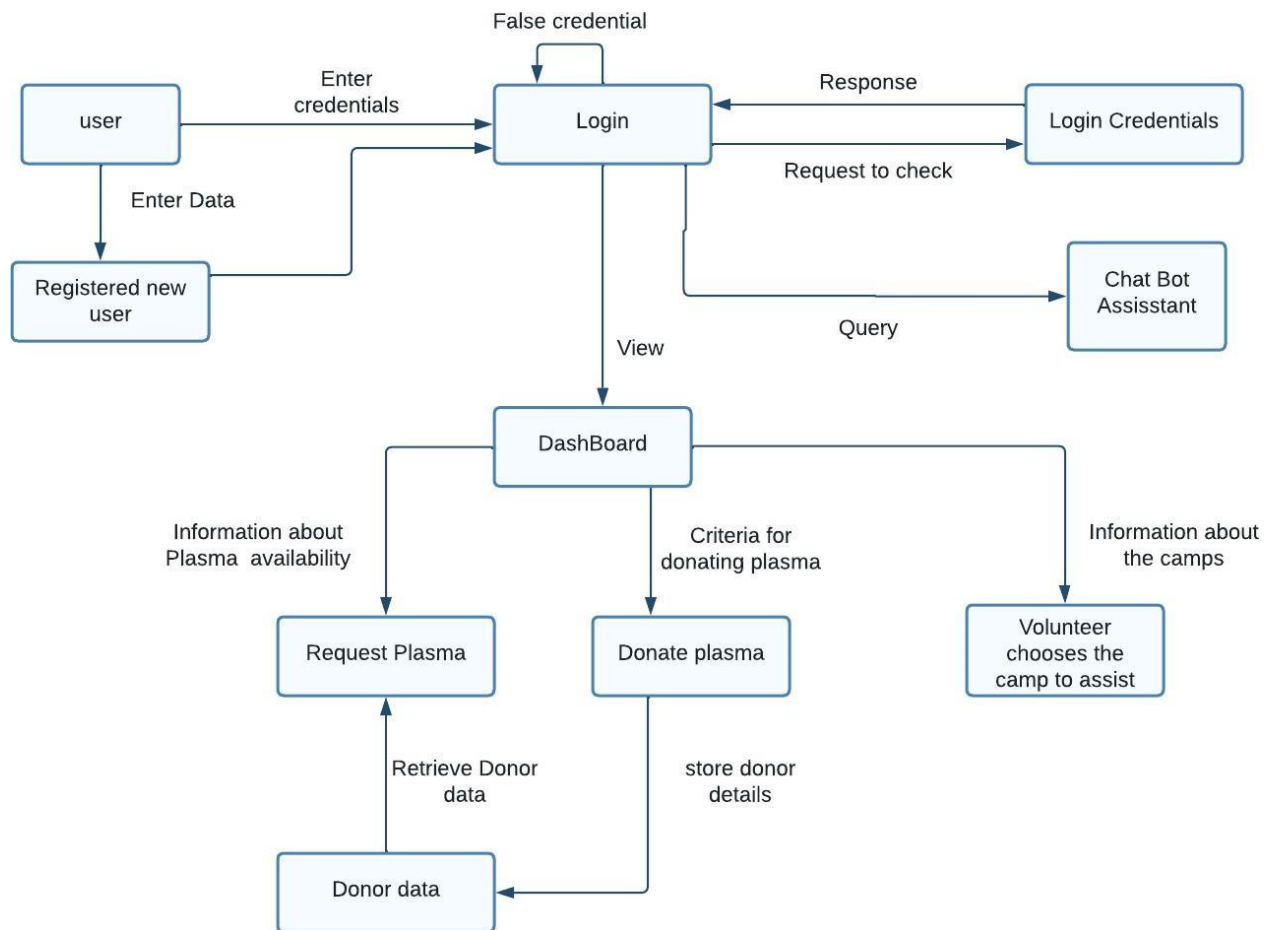 False credential
Enter
credentials
Response
user
Login
Login Credentials
Request to check
Enter Data
Registered new
user
Chat Bot
Assisstant
Query
View
DashBoard
Information about
Plasma availability
Criteria for
donating plasma
Information about
the camps
Request Plasma
Donate plasma
Volunteer
chooses the
camp to assist
Retrieve Donor
data
store donor
details
Donor data